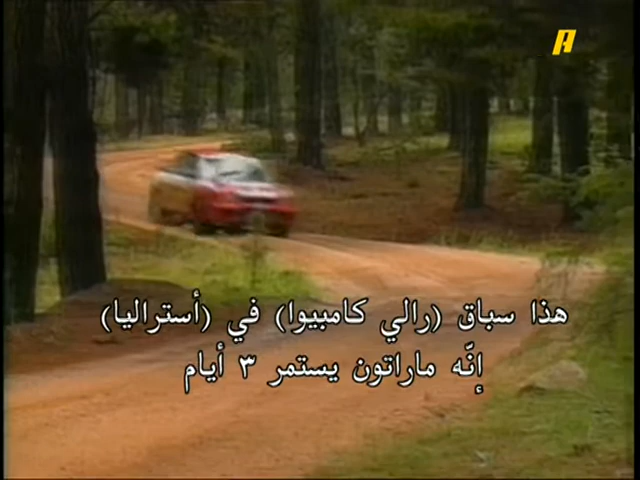 هذا سباق (رالي كامبيوا) في (أستراليا)
إنّه ماراتون يستمر ٣ أيام